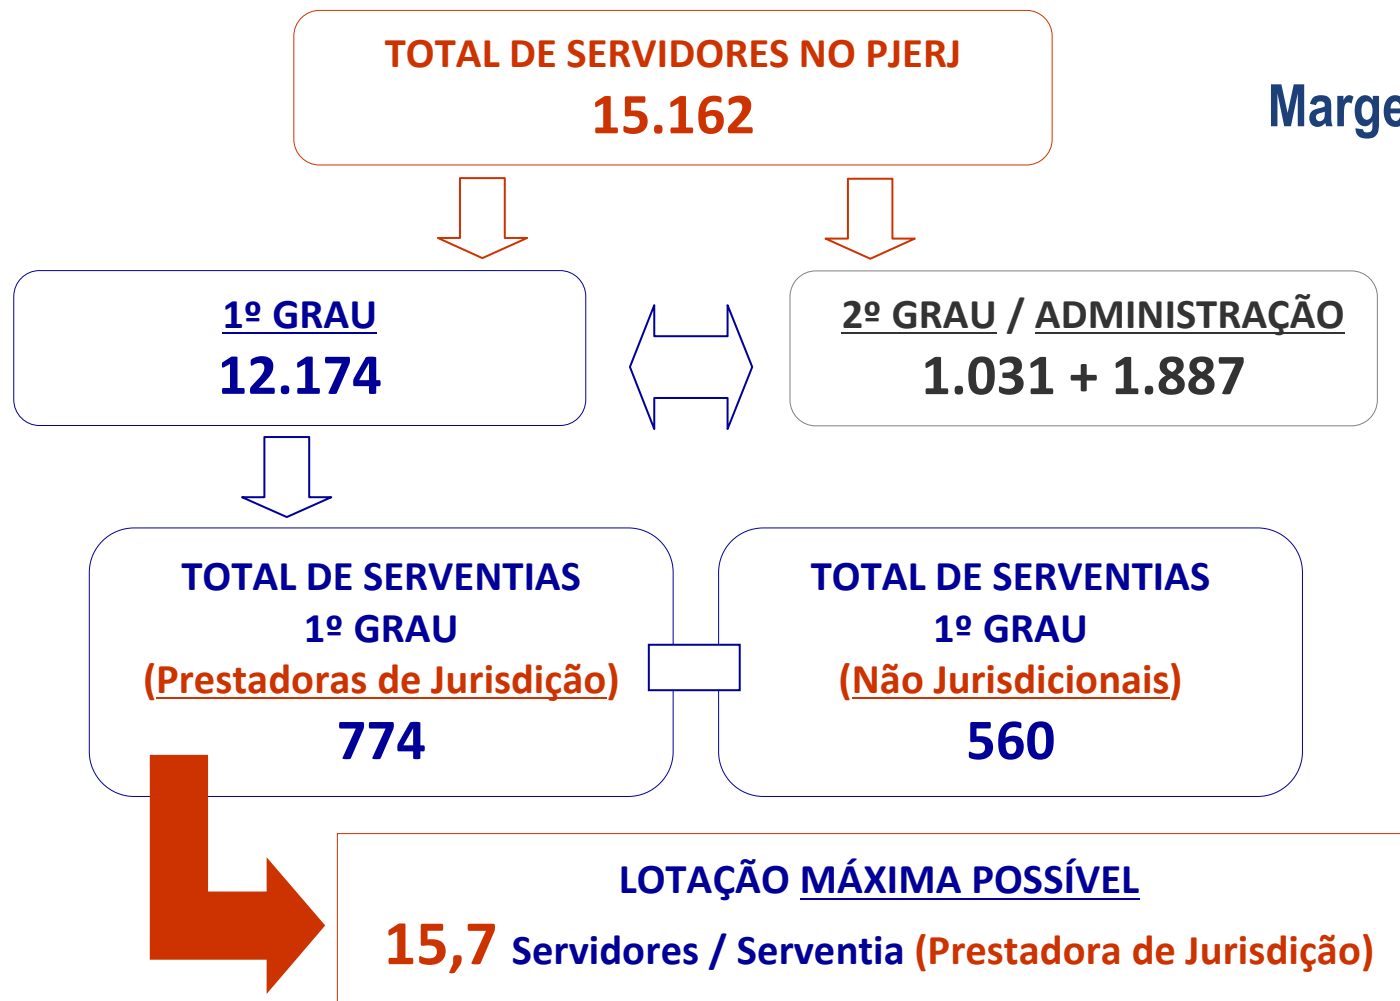 TOTAL DE SERVIDORES NO PJERJ
15.162
Marge
1º GRAU
12.174
2º GRAU / ADMINISTRAÇÃO
1.031 + 1.887
TOTAL DE SERVENTIAS
1º GRAU
(Prestadoras de Jurisdição)
774
TOTAL DE SERVENTIAS
1º GRAU
(Não Jurisdicionais)
560
LOTAÇÃO MÁXIMA POSSÍVEL
15,7 Servidores / Serventia (Prestadora de Jurisdição)